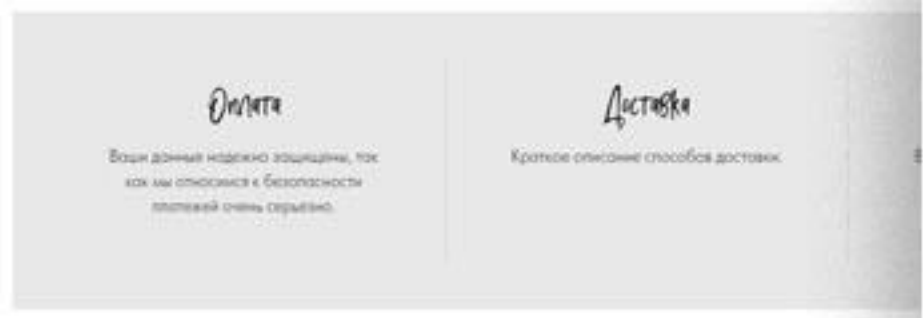 Оплата
Ваши данные надежно защищены, так
как мы относимся к безопасности
платежей очень серьезно.
Доставка
Краткое описание способов доставки.